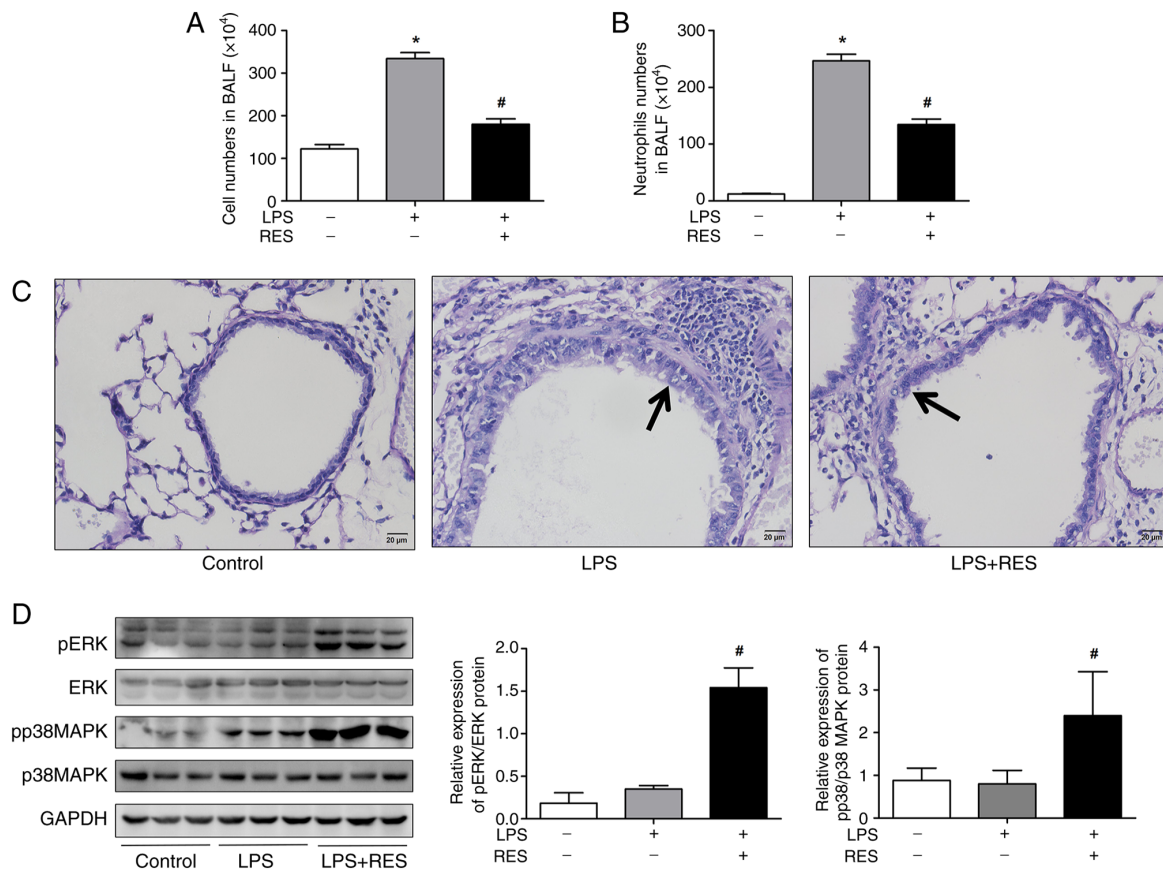 A
Cell numbers in BALF (×10⁴)
400
300
200
100
0
*
#
LPS – + +
RES – – +
B
Neutrophils numbers
in BALF (×10⁴)
300
200
100
0
*
#
LPS – + +
RES – – +
C
20 µm
20 µm
20 µm
Control
LPS
LPS+RES
D
pERK
ERK
pp38MAPK
p38MAPK
GAPDH
Control LPS LPS+RES
Relative expression
of pERK/ERK protein
2.0
1.5
1.0
0.5
0.0
#
LPS – + +
RES – – +
Relative expression of
pp38/p38 MAPK protein
4
3
2
1
0
#
LPS – + +
RES – – +